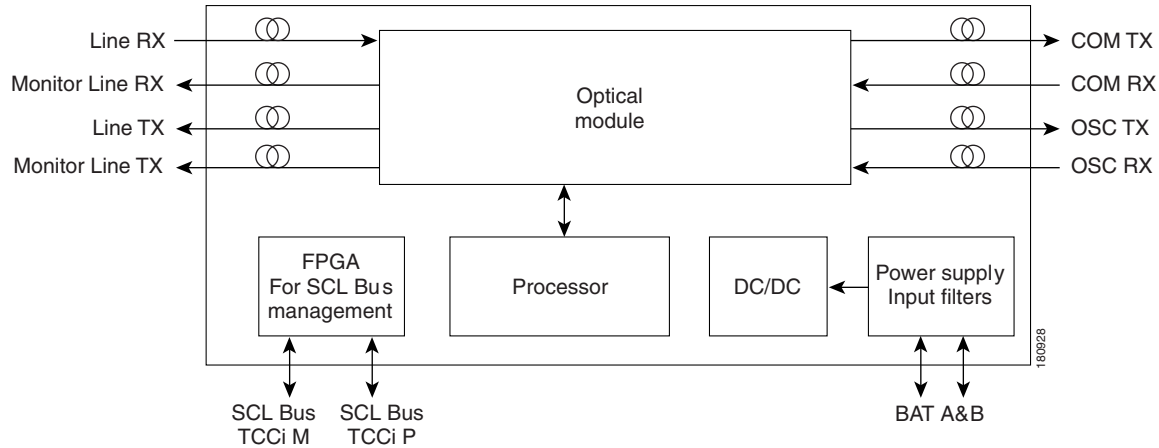 Line RX
COM TX
Monitor Line RX
COM RX
Optical
module
Line TX
OSC TX
Monitor Line TX
OSC RX
FPGA
For SCL Bus
management
Processor
DC/DC
Power supply
Input filters
180928
SCL Bus
TCCi M
SCL Bus
TCCi P
BAT A&B